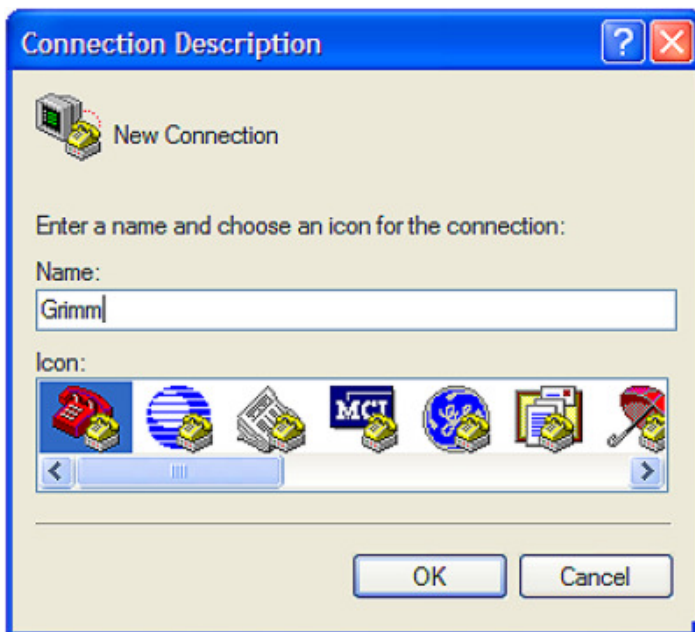 Connection Description
New Connection
Enter a name and choose an icon for the connection:
Name:
Grimm
Icon:
MCI
OK
Cancel